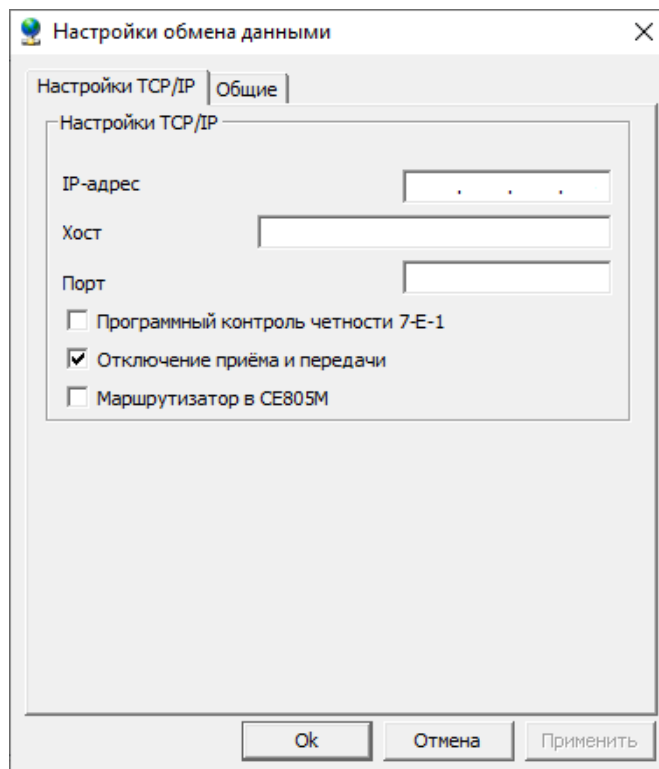 Настройки обмена данными
Настройки TCP/IP Общие
Настройки TCP/IP
IP-адрес . . .
Хост
Порт
Программный контроль четности 7-E-1
Отключение приёма и передачи
Маршрутизатор в CE805M
Ok Отмена Применить